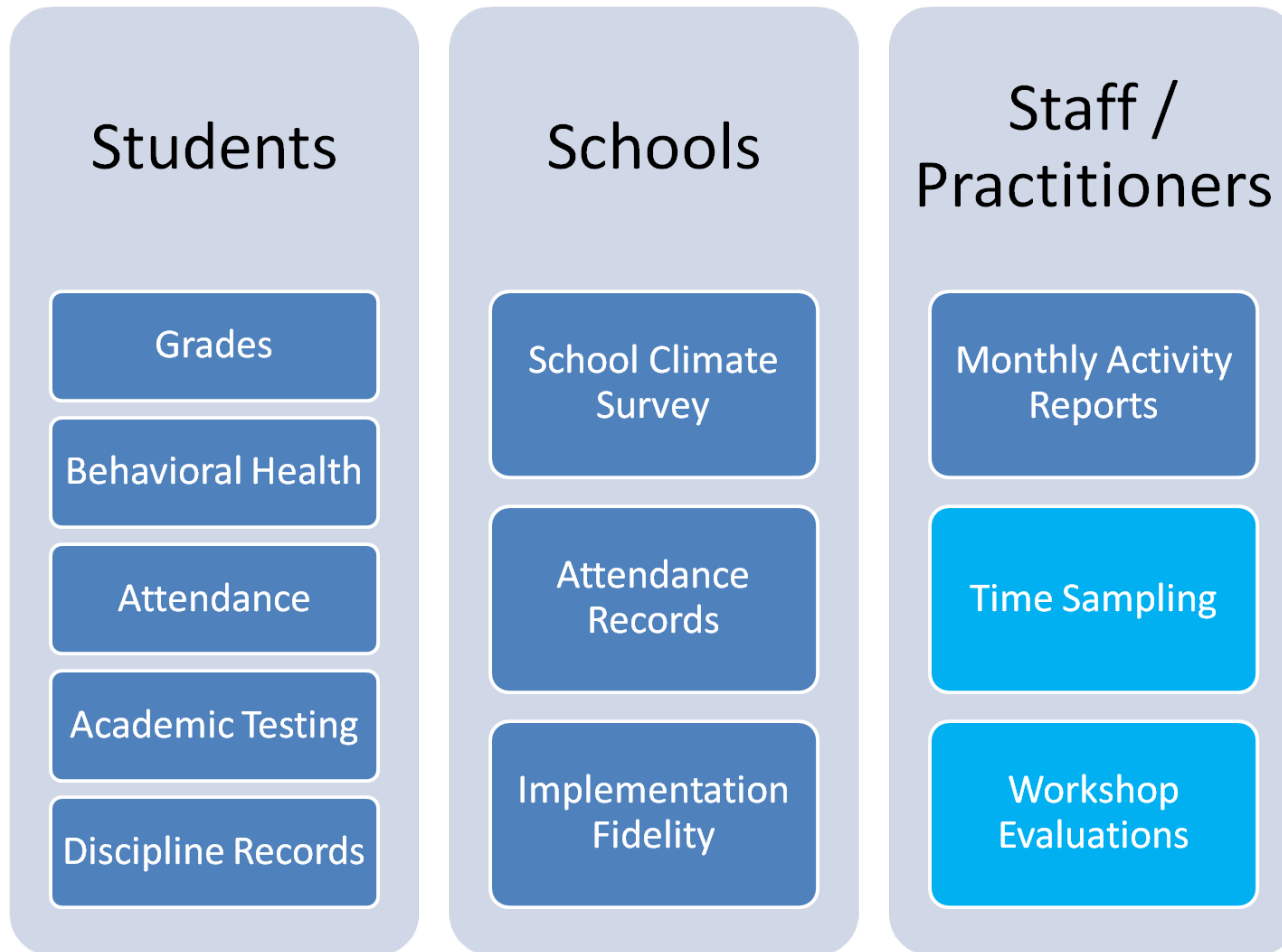 Students
Grades
Behavioral Health
Attendance
Academic Testing
Discipline Records
Schools
School Climate
Survey
Attendance
Records
Implementation
Fidelity
Staff /
Practitioners
Monthly Activity
Reports
Time Sampling
Workshop
Evaluations